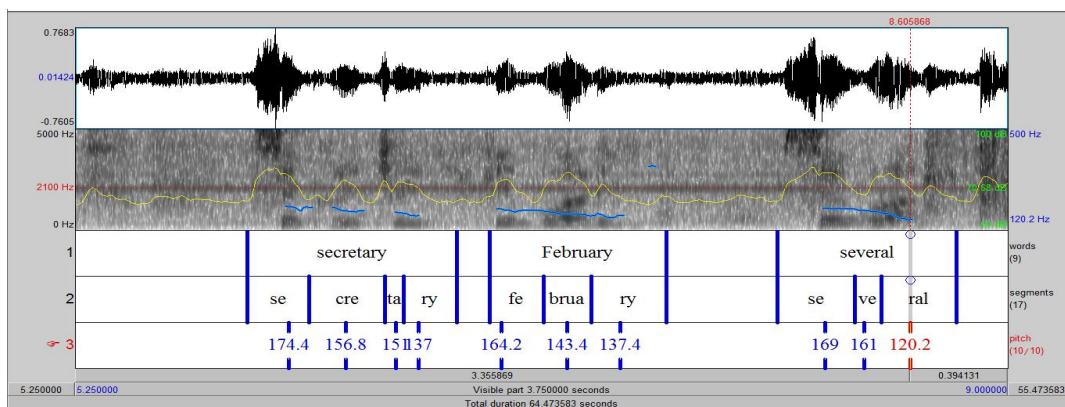 8.605868
0.7683
0.01424
-0.7605
5000 Hz 100 dB 500 Hz
2100 Hz
0 Hz 120.2 Hz
1 secretary February several words (9)
2 se cre ta ry fe brua ry se ve ral segments (17)
☞ 3 174.4 156.8 151 137 164.2 143.4 137.4 169 161 120.2 pitch (10/10)
3.355869 0.394131
5.250000 5.250000 Visible part 3.750000 seconds 9.000000 55.473583
Total duration 64.473583 seconds